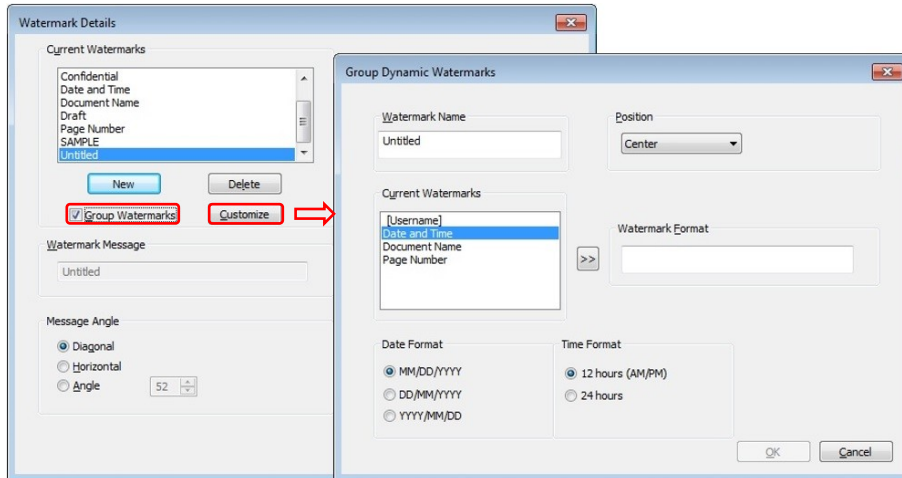 Watermark Details
Current Watermarks
Confidential
Date and Time
Document Name
Draft
Page Number
SAMPLE
Untitled
New
Delete
Group Watermarks
Customize
Watermark Message
Untitled
Message Angle
Diagonal
Horizontal
Angle
52
Group Dynamic Watermarks
Watermark Name
Untitled
Position
Center
Current Watermarks
[Username]
Date and Time
Document Name
Page Number
>>
Watermark Format
Date Format
MM/DD/YYYY
DD/MM/YYYY
YYYY/MM/DD
Time Format
12 hours (AM/PM)
24 hours
OK
Cancel